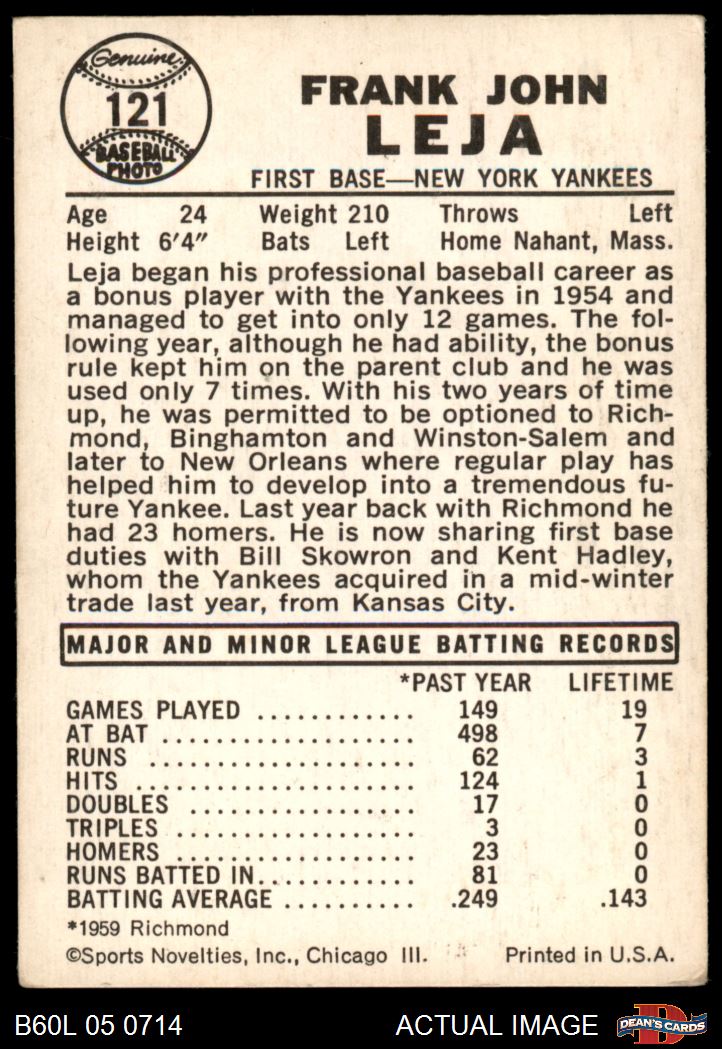 Genuine
121
BASEBALL
PHOTO
FRANK JOHN
LEJA
FIRST BASE—NEW YORK YANKEES
Age 24 Weight 210 Throws Left
Height 6'4" Bats Left Home Nahant, Mass.
Leja began his professional baseball career as
a bonus player with the Yankees in 1954 and
managed to get into only 12 games. The fol-
lowing year, although he had ability, the bonus
rule kept him on the parent club and he was
used only 7 times. With his two years of time
up, he was permitted to be optioned to Rich-
mond, Binghamton and Winston-Salem and
later to New Orleans where regular play has
helped him to develop into a tremendous fu-
ture Yankee. Last year back with Richmond he
had 23 homers. He is now sharing first base
duties with Bill Skowron and Kent Hadley,
whom the Yankees acquired in a mid-winter
trade last year, from Kansas City.
MAJOR AND MINOR LEAGUE BATTING RECORDS
*PAST YEAR LIFETIME
GAMES PLAYED ............ 149 19
AT BAT .................... 498 7
RUNS ..................... 62 3
HITS ...................... 124 1
DOUBLES ................. 17 0
TRIPLES .................. 3 0
HOMERS .................. 23 0
RUNS BATTED IN............ 81 0
BATTING AVERAGE .......... .249 .143
*1959 Richmond
©Sports Novelties, Inc., Chicago Ill. Printed in U.S.A.
B60L 05 0714 ACTUAL IMAGE D DEAN'S CARDS